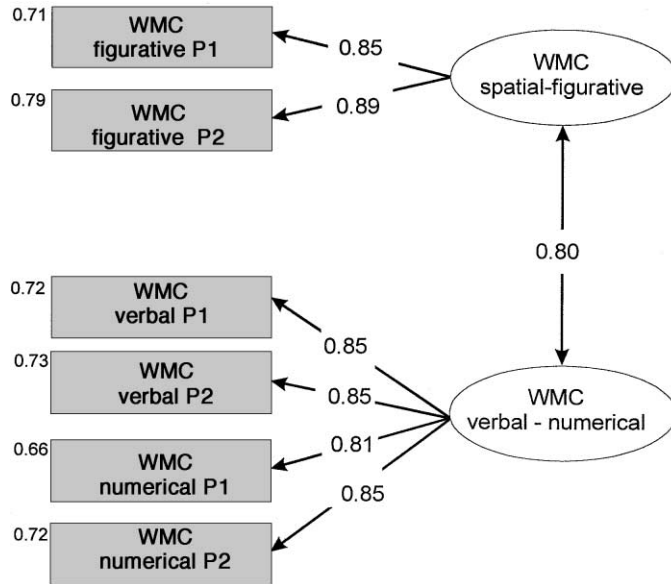 0.71
WMC
figurative P1
0.85
WMC
spatial-figurative
0.79
WMC
figurative P2
0.89
0.80
0.72
WMC
verbal P1
0.85
0.73
WMC
verbal P2
0.85
WMC
verbal - numerical
0.66
WMC
numerical P1
0.81
0.72
WMC
numerical P2
0.85